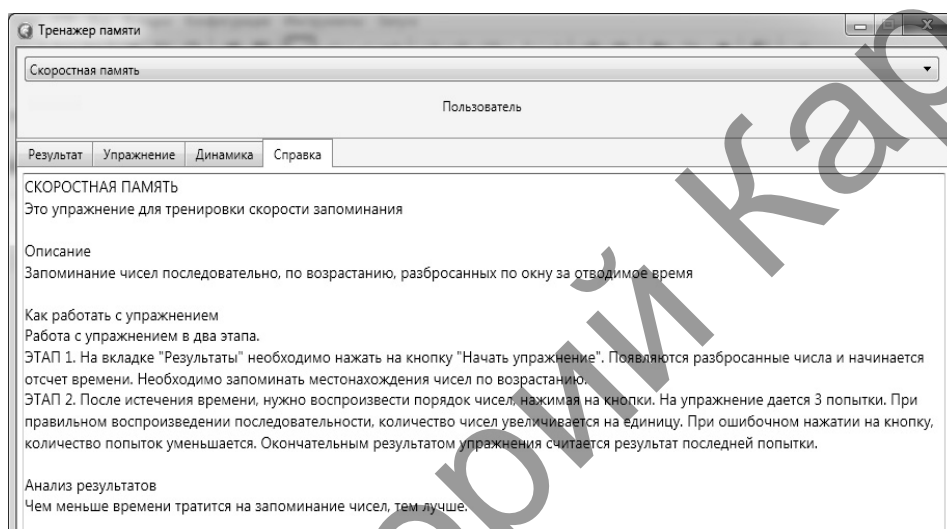 Тренажер памяти
Скоростная память
Пользователь
Результат Упражнение Динамика Справка
СКОРОСТНАЯ ПАМЯТЬ
Это упражнение для тренировки скорости запоминания
Описание
Запоминание чисел последовательно, по возрастанию, разбросанных по окну за отводимое время
Как работать с упражнением
Работа с упражнением в два этапа.
ЭТАП 1. На вкладке "Результаты" необходимо нажать на кнопку "Начать упражнение". Появляются разбросанные числа и начинается
отсчет времени. Необходимо запоминать местонахождения чисел по возрастанию.
ЭТАП 2. После истечения времени, нужно воспроизвести порядок чисел, нажимая на кнопки. На упражнение дается 3 попытки. При
правильном воспроизведении последовательности, количество чисел увеличивается на единицу. При ошибочном нажатии на кнопку,
количество попыток уменьшается. Окончательным результатом упражнения считается результат последней попытки.
Анализ результатов
Чем меньше времени тратится на запоминание чисел, тем лучше.